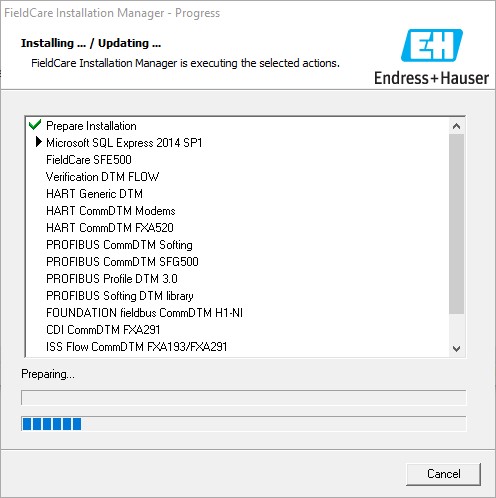 FieldCare Installation Manager - Progress
Installing ... / Updating ...
FieldCare Installation Manager is executing the selected actions.
EH
Endress+Hauser
Prepare Installation
Microsoft SQL Express 2014 SP1
FieldCare SFE500
Verification DTM FLOW
HART Generic DTM
HART CommDTM Modems
HART CommDTM FXA520
PROFIBUS CommDTM Softing
PROFIBUS CommDTM SFG500
PROFIBUS Profile DTM 3.0
PROFIBUS Softing DTM library
FOUNDATION fieldbus CommDTM H1-NI
CDI CommDTM FXA291
ISS Flow CommDTM FXA193/FXA291
Preparing...
Cancel